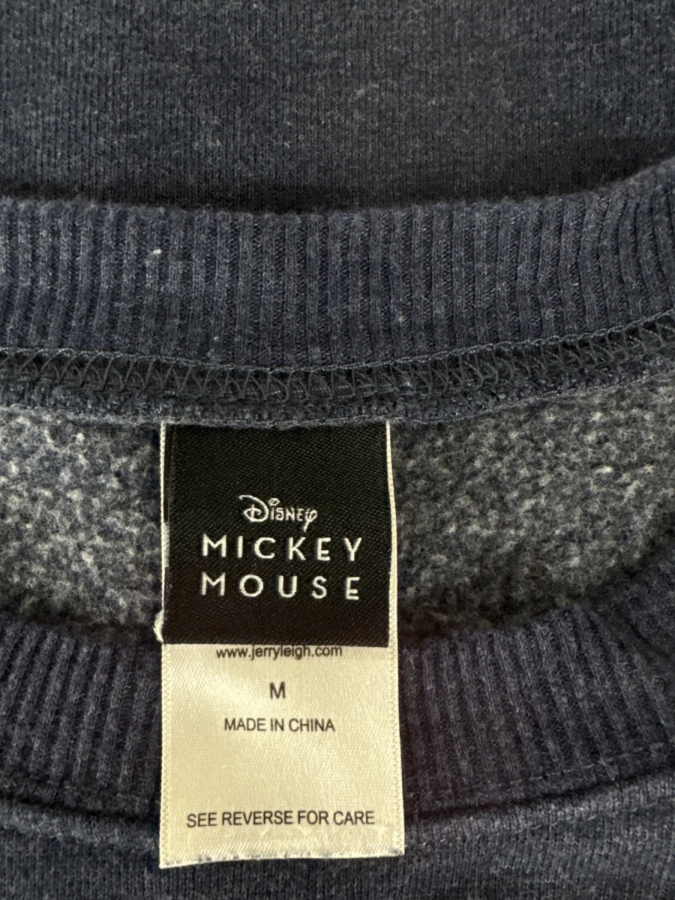 Disney
MICKEY
MOUSE
www.jerryleigh.com
M
MADE IN CHINA
SEE REVERSE FOR CARE